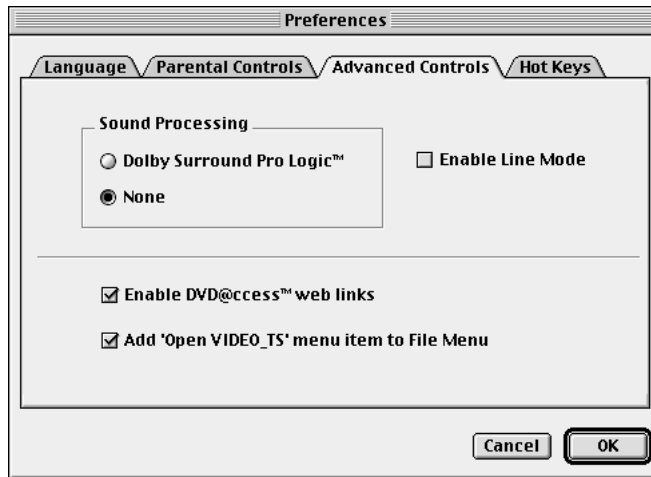 Preferences
Language
Parental Controls
Advanced Controls
Hot Keys
Sound Processing
Dolby Surround Pro Logic™
None
Enable Line Mode
Enable DVD@ccess™ web links
Add 'Open VIDEO_TS' menu item to File Menu
Cancel
OK